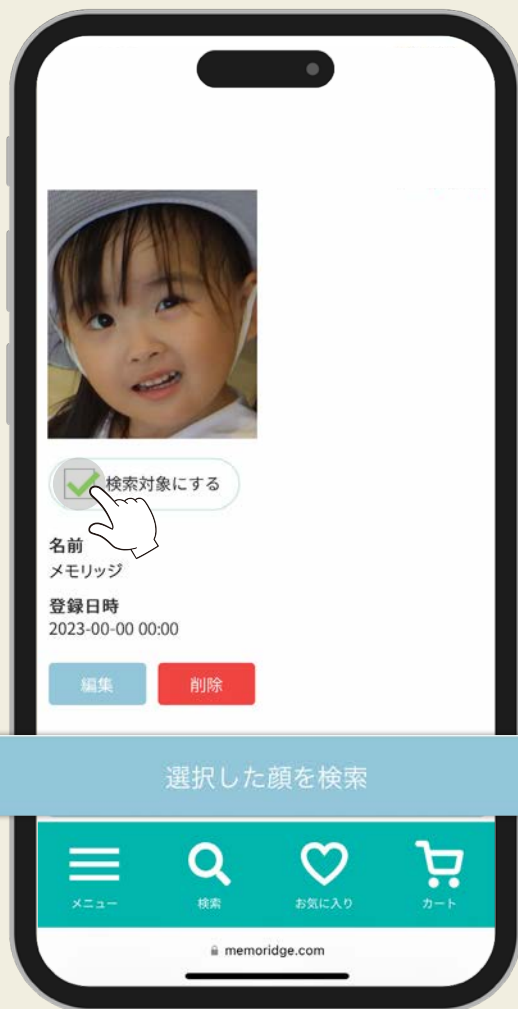 検索対象にする
名前
メモリッジ
登録日時
2023-00-00 00:00
編集 削除
選択した顔を検索
メニュー 検索 お気に入り カート
memoridge.com